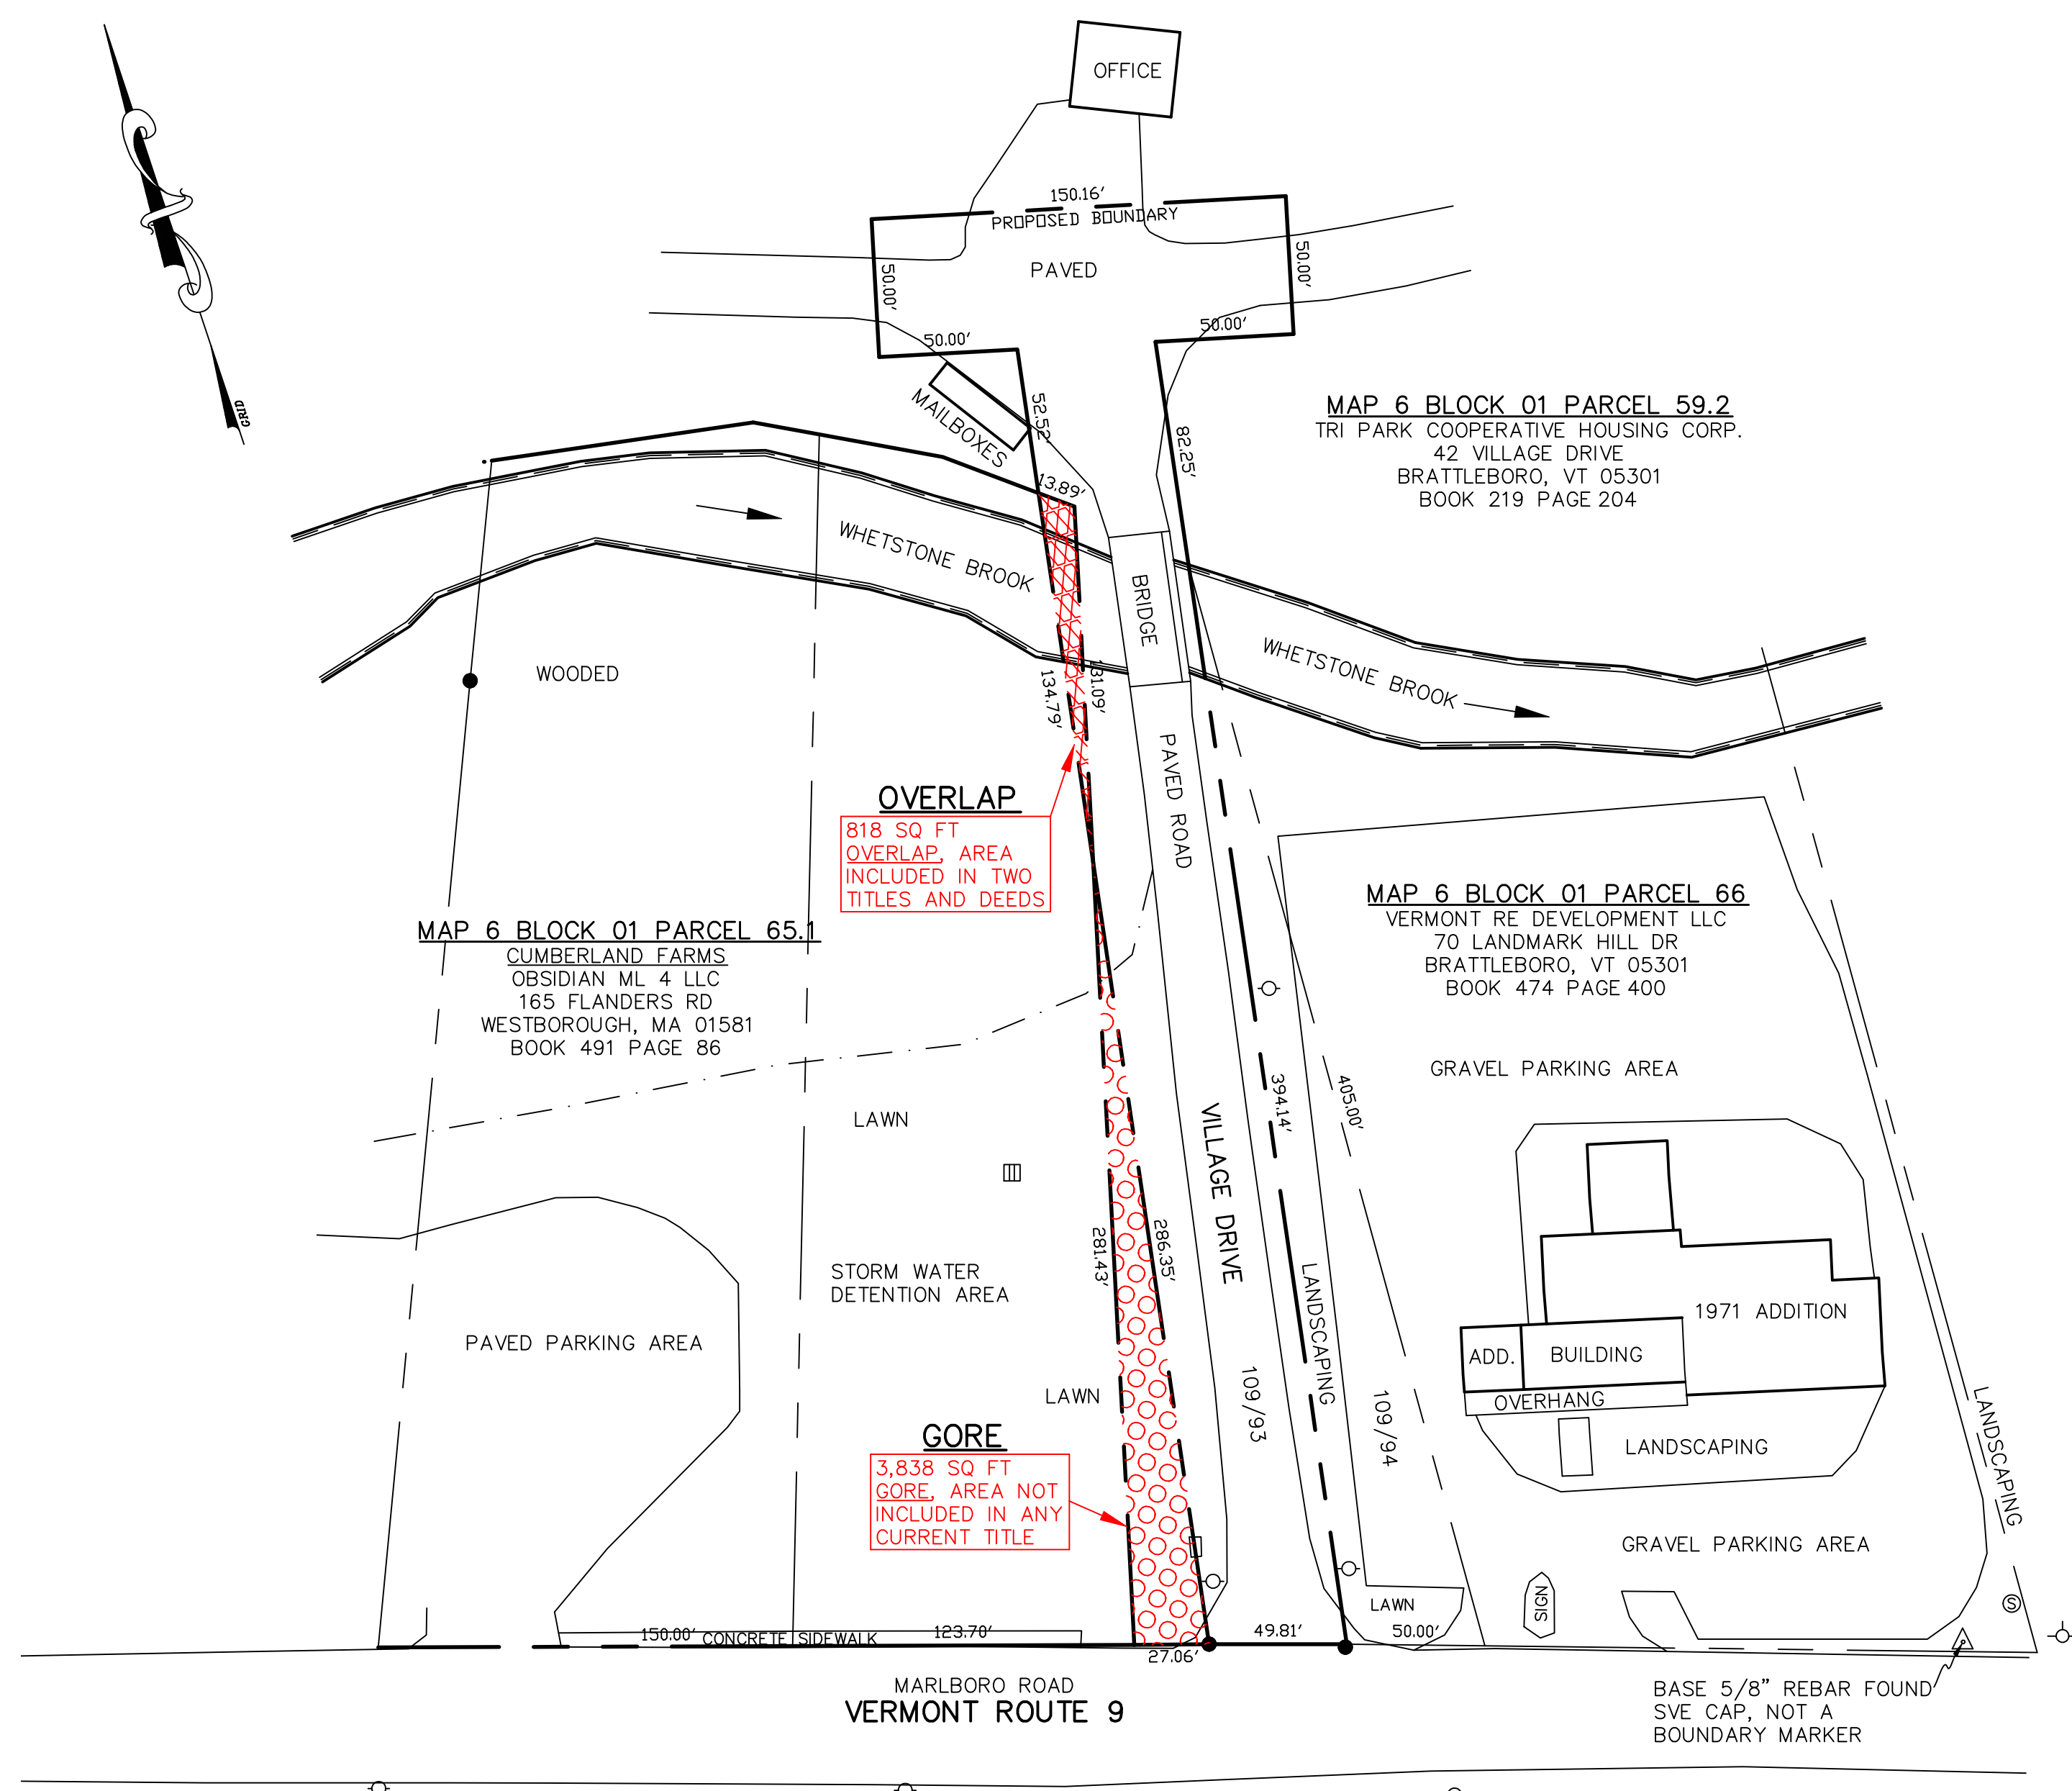 OFFICE
150.16'
PROPOSED BOUNDARY
PAVED
50.00'
50.00'
50.00'
50.00'
GRID
MAILBOXES
52.52'
82.25'
13.89'
MAP 6 BLOCK 01 PARCEL 59.2
TRI PARK COOPERATIVE HOUSING CORP.
42 VILLAGE DRIVE
BRATTLEBORO, VT 05301
BOOK 219 PAGE 204
WHETSTONE BROOK
BRIDGE
WHETSTONE BROOK
WOODED
134.79'
131.09'
PAVED ROAD
OVERLAP
818 SQ FT
OVERLAP, AREA
INCLUDED IN TWO
TITLES AND DEEDS
MAP 6 BLOCK 01 PARCEL 65.1
CUMBERLAND FARMS
OBSIDIAN ML 4 LLC
165 FLANDERS RD
WESTBOROUGH, MA 01581
BOOK 491 PAGE 86
MAP 6 BLOCK 01 PARCEL 66
VERMONT RE DEVELOPMENT LLC
70 LANDMARK HILL DR
BRATTLEBORO, VT 05301
BOOK 474 PAGE 400
GRAVEL PARKING AREA
LAWN
VILLAGE DRIVE
394.14'
405.00'
281.43'
286.35'
STORM WATER
DETENTION AREA
PAVED PARKING AREA
LANDSCAPING
1971 ADDITION
ADD.
BUILDING
OVERHANG
LANDSCAPING
LANDSCAPING
LAWN
109/93
109/94
GORE
3,838 SQ FT
GORE, AREA NOT
INCLUDED IN ANY
CURRENT TITLE
GRAVEL PARKING AREA
SIGN
S
LAWN
150.00'
CONCRETE SIDEWALK
123.70'
27.06'
49.81'
50.00'
MARLBORO ROAD
VERMONT ROUTE 9
BASE 5/8" REBAR FOUND
SVE CAP, NOT A
BOUNDARY MARKER